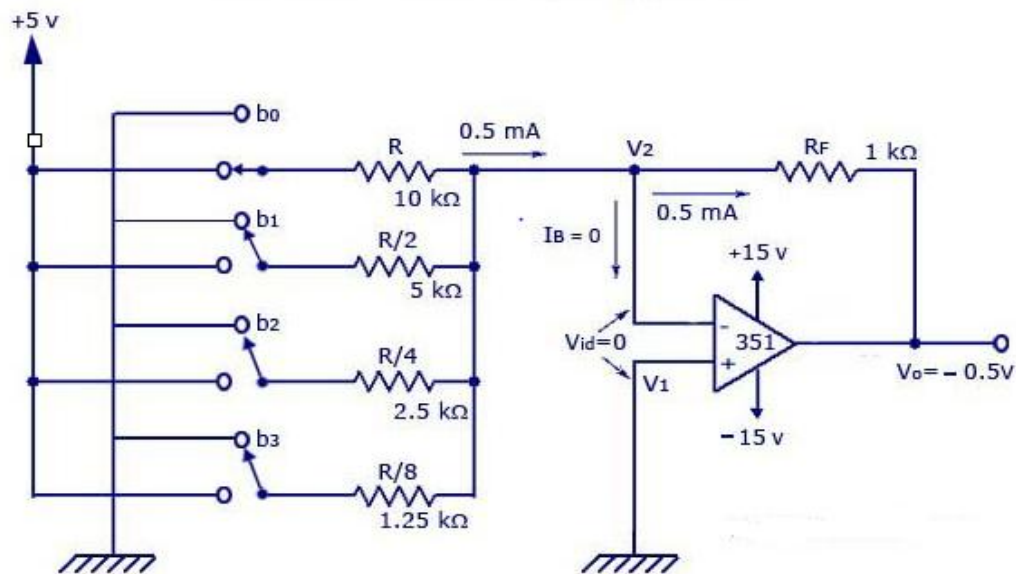 +5 v
b0
R
10 kΩ
0.5 mA
V2
RF
1 kΩ
0.5 mA
b1
R/2
5 kΩ
IB = 0
+15 v
b2
R/4
2.5 kΩ
Vid=0
-
351
+
V1
Vo= - 0.5v
-15 v
b3
R/8
1.25 kΩ